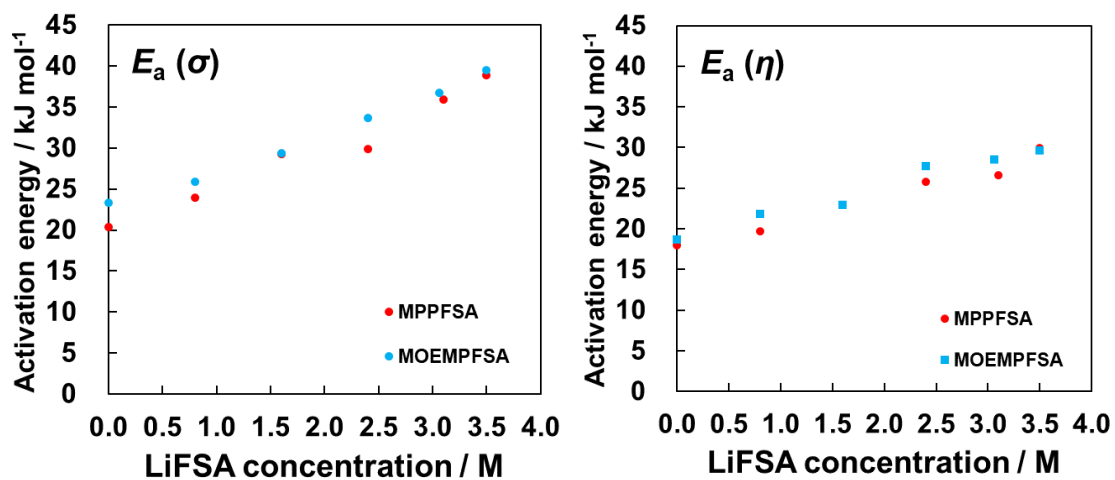 Activation energy / kJ mol-1
45
40
35
30
25
20
15
10
5
0
Ea (σ)
MPPFSA
MOEMPFSA
0.0 0.5 1.0 1.5 2.0 2.5 3.0 3.5 4.0
LiFSA concentration / M
Activation energy / kJ mol-1
45
40
35
30
25
20
15
10
5
0
Ea (η)
MPPFSA
MOEMPFSA
0.0 0.5 1.0 1.5 2.0 2.5 3.0 3.5 4.0
LiFSA concentration / M